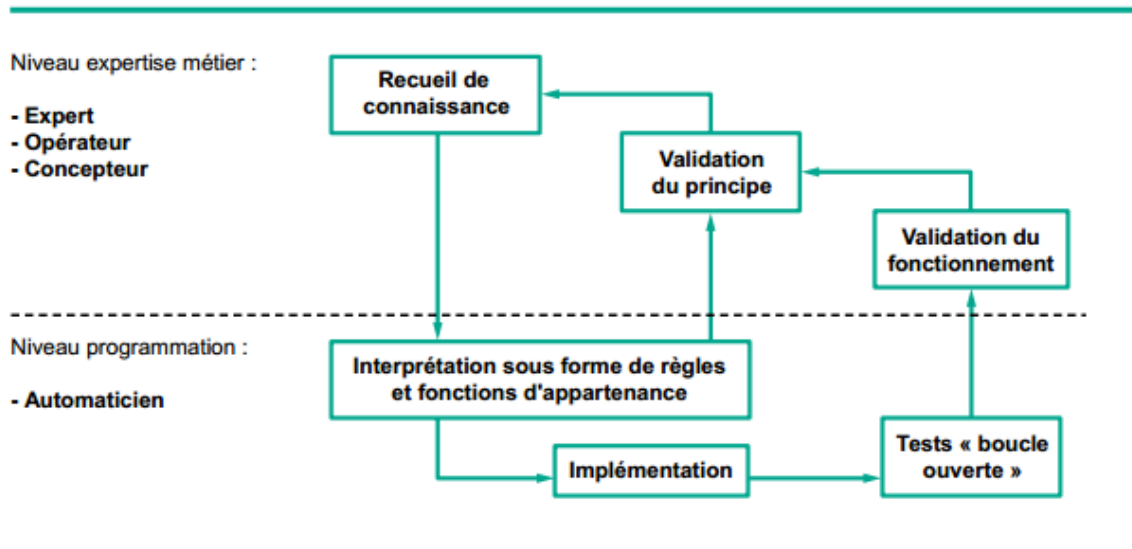 Niveau expertise métier :
- Expert
- Opérateur
- Concepteur
Recueil de
connaissance
Validation
du principe
Validation du
fonctionnement
Niveau programmation :
- Automaticien
Interprétation sous forme de règles
et fonctions d'appartenance
Implémentation
Tests « boucle
ouverte »